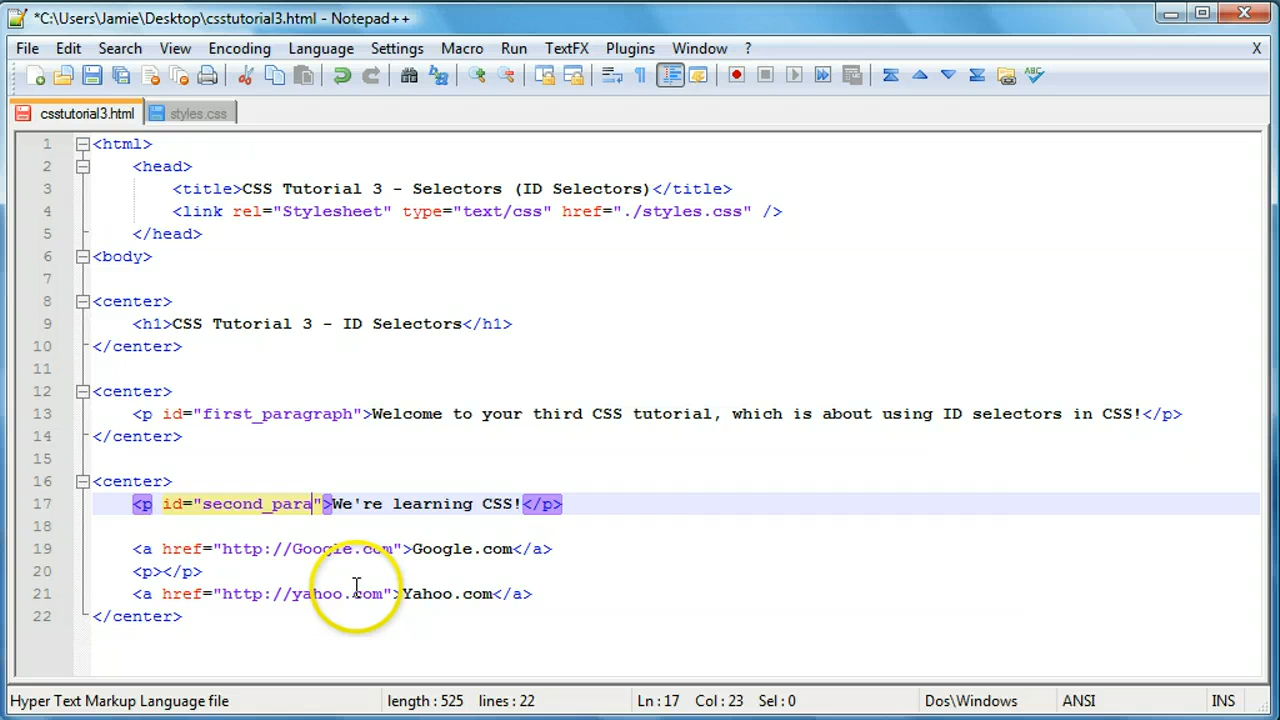 *C:\Users\Jamie\Desktop\csstutorial3.html - Notepad++
File Edit Search View Encoding Language Settings Macro Run TextFX Plugins Window ? X
csstutorial3.html styles.css
1 <html>
2 <head>
3 <title>CSS Tutorial 3 - Selectors (ID Selectors)</title>
4 <link rel="Stylesheet" type="text/css" href="./styles.css" />
5 </head>
6 <body>
7
8 <center>
9 <h1>CSS Tutorial 3 - ID Selectors</h1>
10 </center>
11
12 <center>
13 <p id="first_paragraph">Welcome to your third CSS tutorial, which is about using ID selectors in CSS!</p>
14 </center>
15
16 <center>
17 <p id="second_para">We're learning CSS!</p>
18
19 <a href="http://Google.com">Google.com</a>
20 <p></p>
21 <a href="http://yahoo.com">Yahoo.com</a>
22 </center>
Hyper Text Markup Language file length : 525 lines : 22 Ln : 17 Col : 23 Sel : 0 Dos\Windows ANSI INS